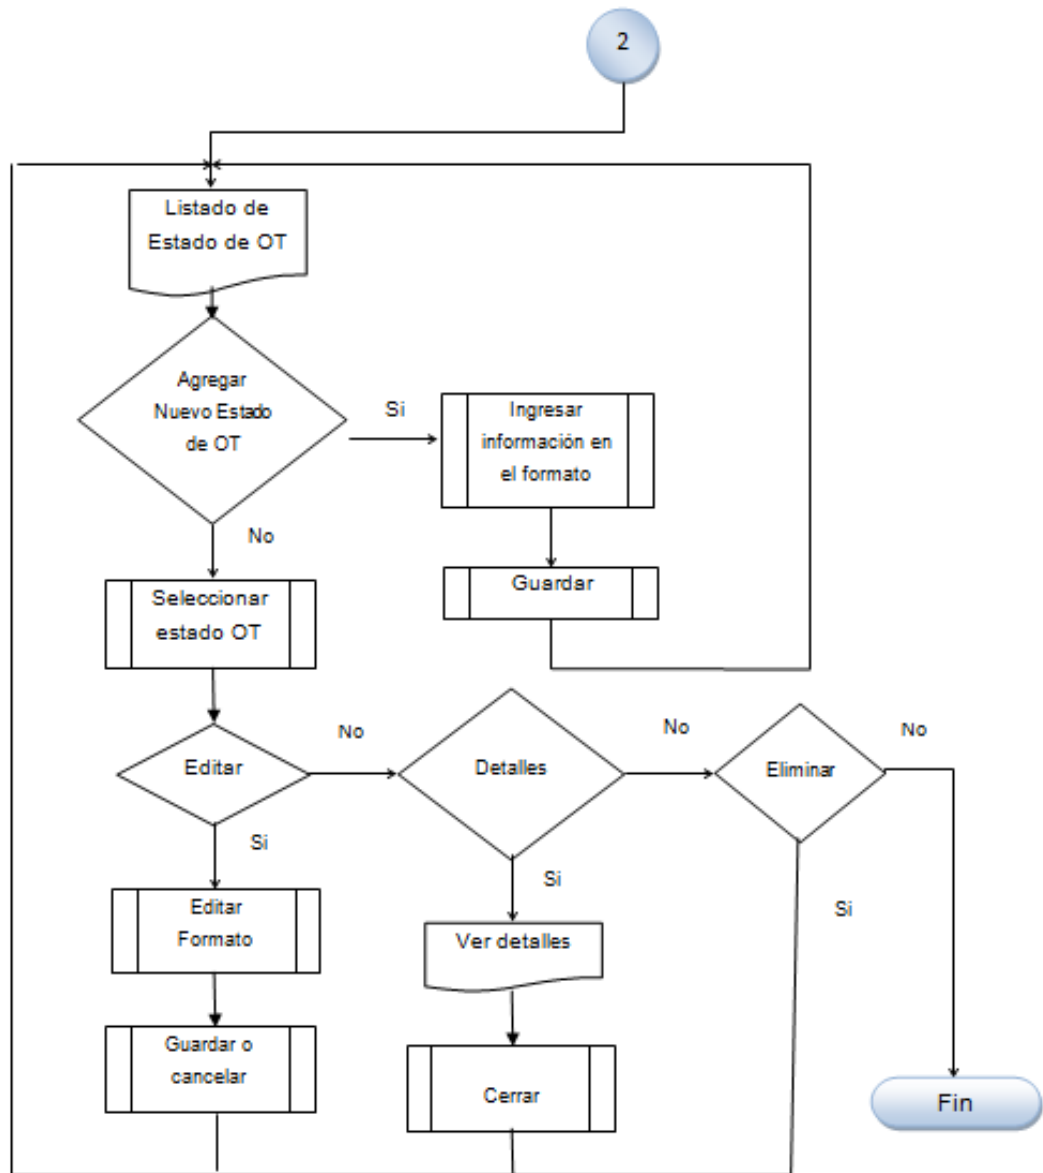 2
Listado de
Estado de OT
Agregar
Nuevo Estado
de OT
Si
Ingresar
información en
el formato
No
Guardar
Seleccionar
estado OT
Editar
No
Detalles
No
Eliminar
No
Si
Editar
Formato
Si
Ver detalles
Si
Guardar o
cancelar
Cerrar
Fin